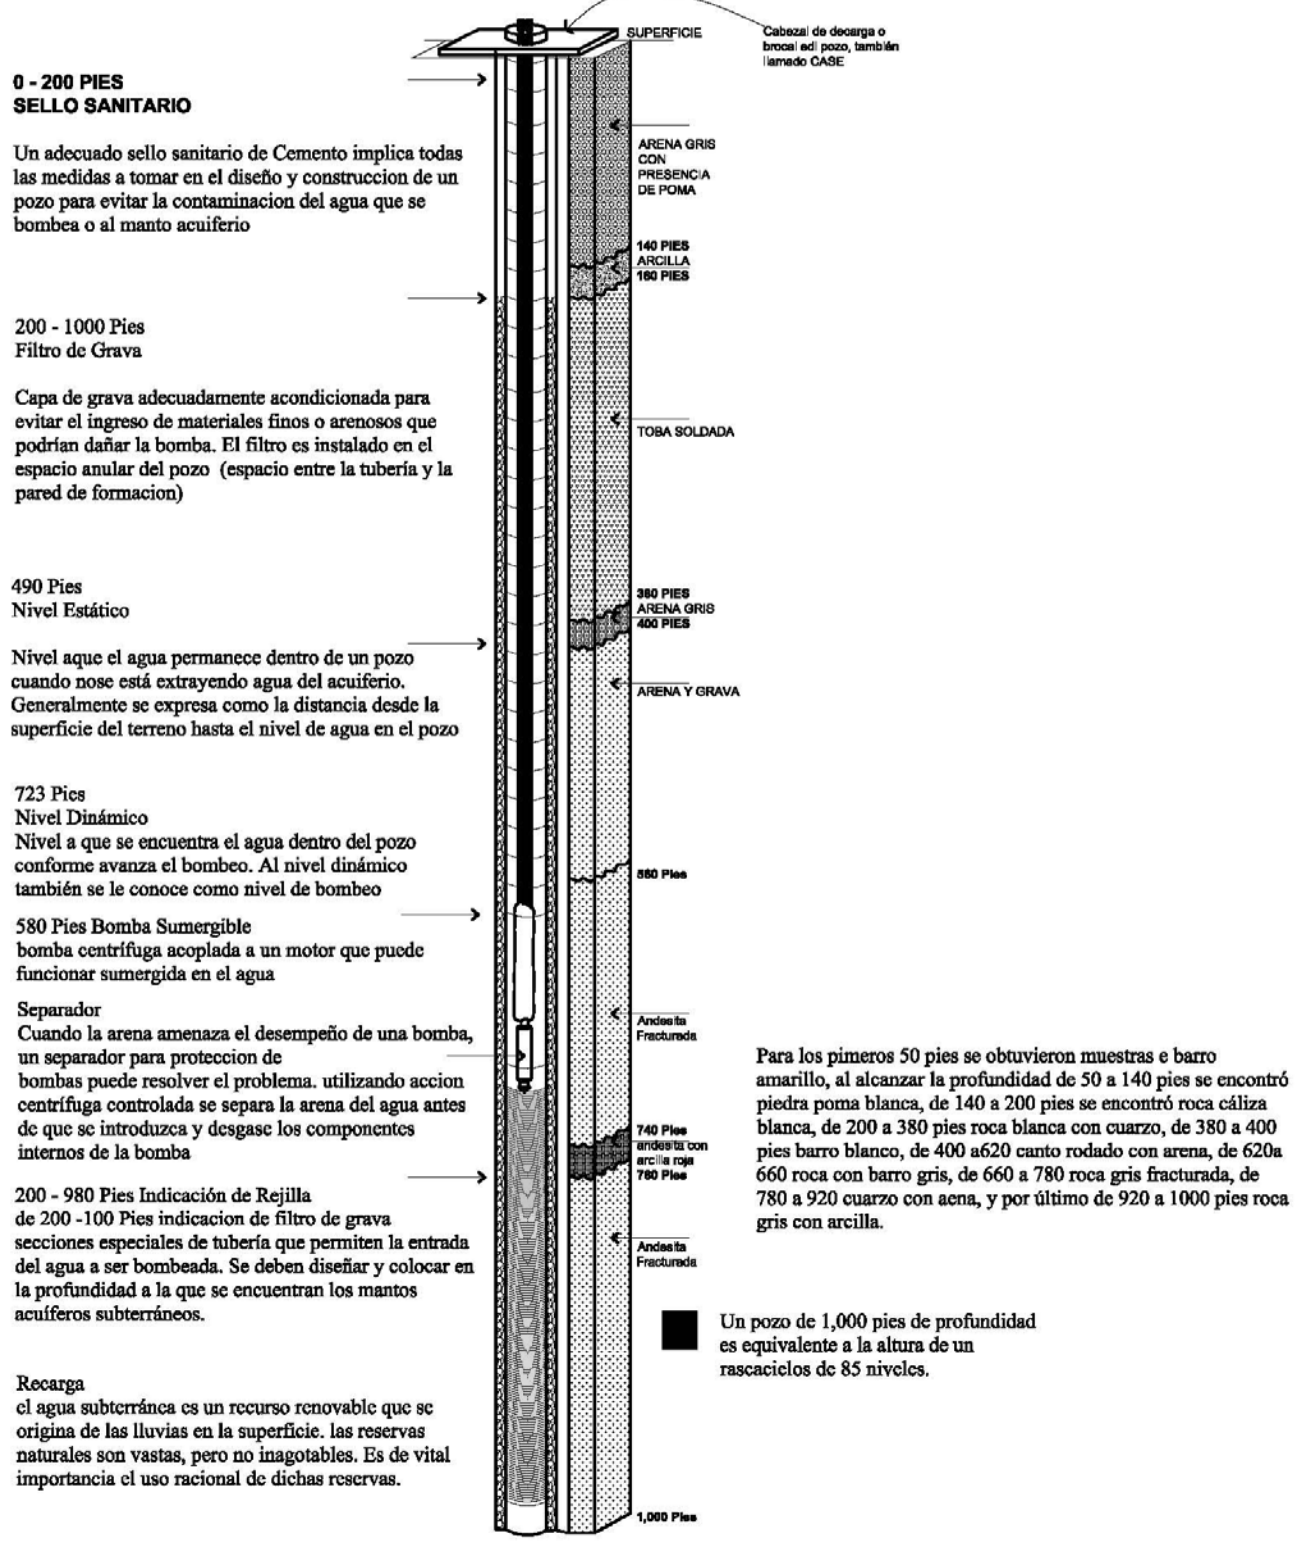 SUPERFICIE
Cabezal de decarga o
brocal edl pozo, también
llamado CASE
0 - 200 PIES
SELLO SANITARIO
Un adecuado sello sanitario de Cemento implica todas
las medidas a tomar en el diseño y construccion de un
pozo para evitar la contaminacion del agua que se
bombea o al manto acuiferio
ARENA GRIS
CON
PRESENCIA
DE POMA
140 PIES
ARCILLA
160 PIES
200 - 1000 Pies
Filtro de Grava
Capa de grava adecuadamente acondicionada para
evitar el ingreso de materiales finos o arenosos que
podrían dañar la bomba. El filtro es instalado en el
espacio anular del pozo (espacio entre la tubería y la
pared de formacion)
TOBA SOLDADA
490 Pies
Nivel Estático
380 PIES
ARENA GRIS
400 PIES
Nivel aque el agua permanece dentro de un pozo
cuando nose está extrayendo agua del acuiferio.
Generalmente se expresa como la distancia desde la
superficie del terreno hasta el nivel de agua en el pozo
ARENA Y GRAVA
723 Pies
Nivel Dinámico
Nivel a que se encuentra el agua dentro del pozo
conforme avanza el bombeo. Al nivel dinámico
también se le conoce como nivel de bombeo
560 Pies
580 Pies Bomba Sumergible
bomba centrífuga acoplada a un motor que puede
funcionar sumergida en el agua
Separador
Cuando la arena amenaza el desempeño de una bomba,
un separador para proteccion de
bombas puede resolver el problema. utilizando accion
centrífuga controlada se separa la arena del agua antes
de que se introduzca y desgase los componentes
internos de la bomba
Andesita
Fracturada
740 Pies
andesita con
arcilla roja
760 Pies
200 - 980 Pies Indicación de Rejilla
de 200 -100 Pies indicacion de filtro de grava
secciones especiales de tubería que permiten la entrada
del agua a ser bombeada. Se deben diseñar y colocar en
la profundidad a la que se encuentran los mantos
acuíferos subterráneos.
Andesita
Fracturada
Para los pimeros 50 pies se obtuvieron muestras e barro
amarillo, al alcanzar la profundidad de 50 a 140 pies se encontró
piedra poma blanca, de 140 a 200 pies se encontró roca cáliza
blanca, de 200 a 380 pies roca blanca con cuarzo, de 380 a 400
pies barro blanco, de 400 a620 canto rodado con arena, de 620a
660 roca con barro gris, de 660 a 780 roca gris fracturada, de
780 a 920 cuarzo con aena, y por último de 920 a 1000 pies roca
gris con arcilla.
Un pozo de 1,000 pies de profundidad
es equivalente a la altura de un
rascacielos de 85 niveles.
Recarga
el agua subterránea es un recurso renovable que se
origina de las lluvias en la superficie. las reservas
naturales son vastas, pero no inagotables. Es de vital
importancia el uso racional de dichas reservas.
1,000 Pies